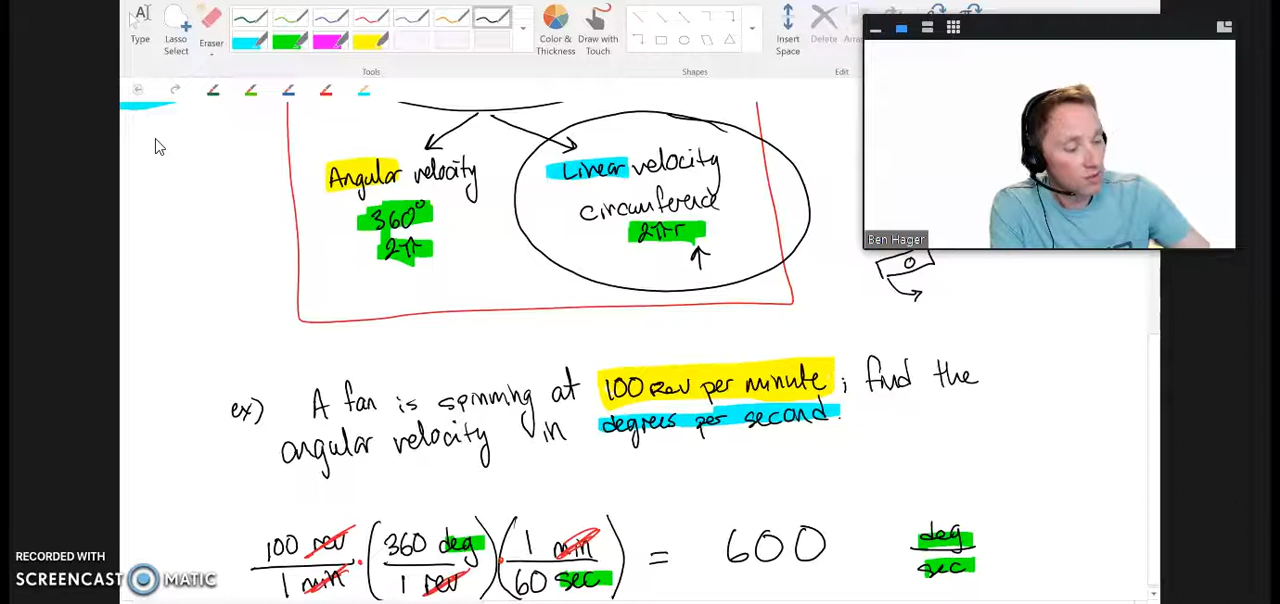 Type
Lasso
Select
Eraser
Color &
Thickness
Draw with
Touch
Insert
Space
Delete
Tools
Shapes
Edit
Angular velocity
360°
2π
Linear velocity
circumference
2πr
Ben Hager
ex) A fan is spinning at 100 rev per minute; find the
angular velocity in degrees per second.
100 rev / 1 min · (360 deg / 1 rev) · (1 min / 60 sec) = 600 deg / sec
RECORDED WITH
SCREENCAST MATIC